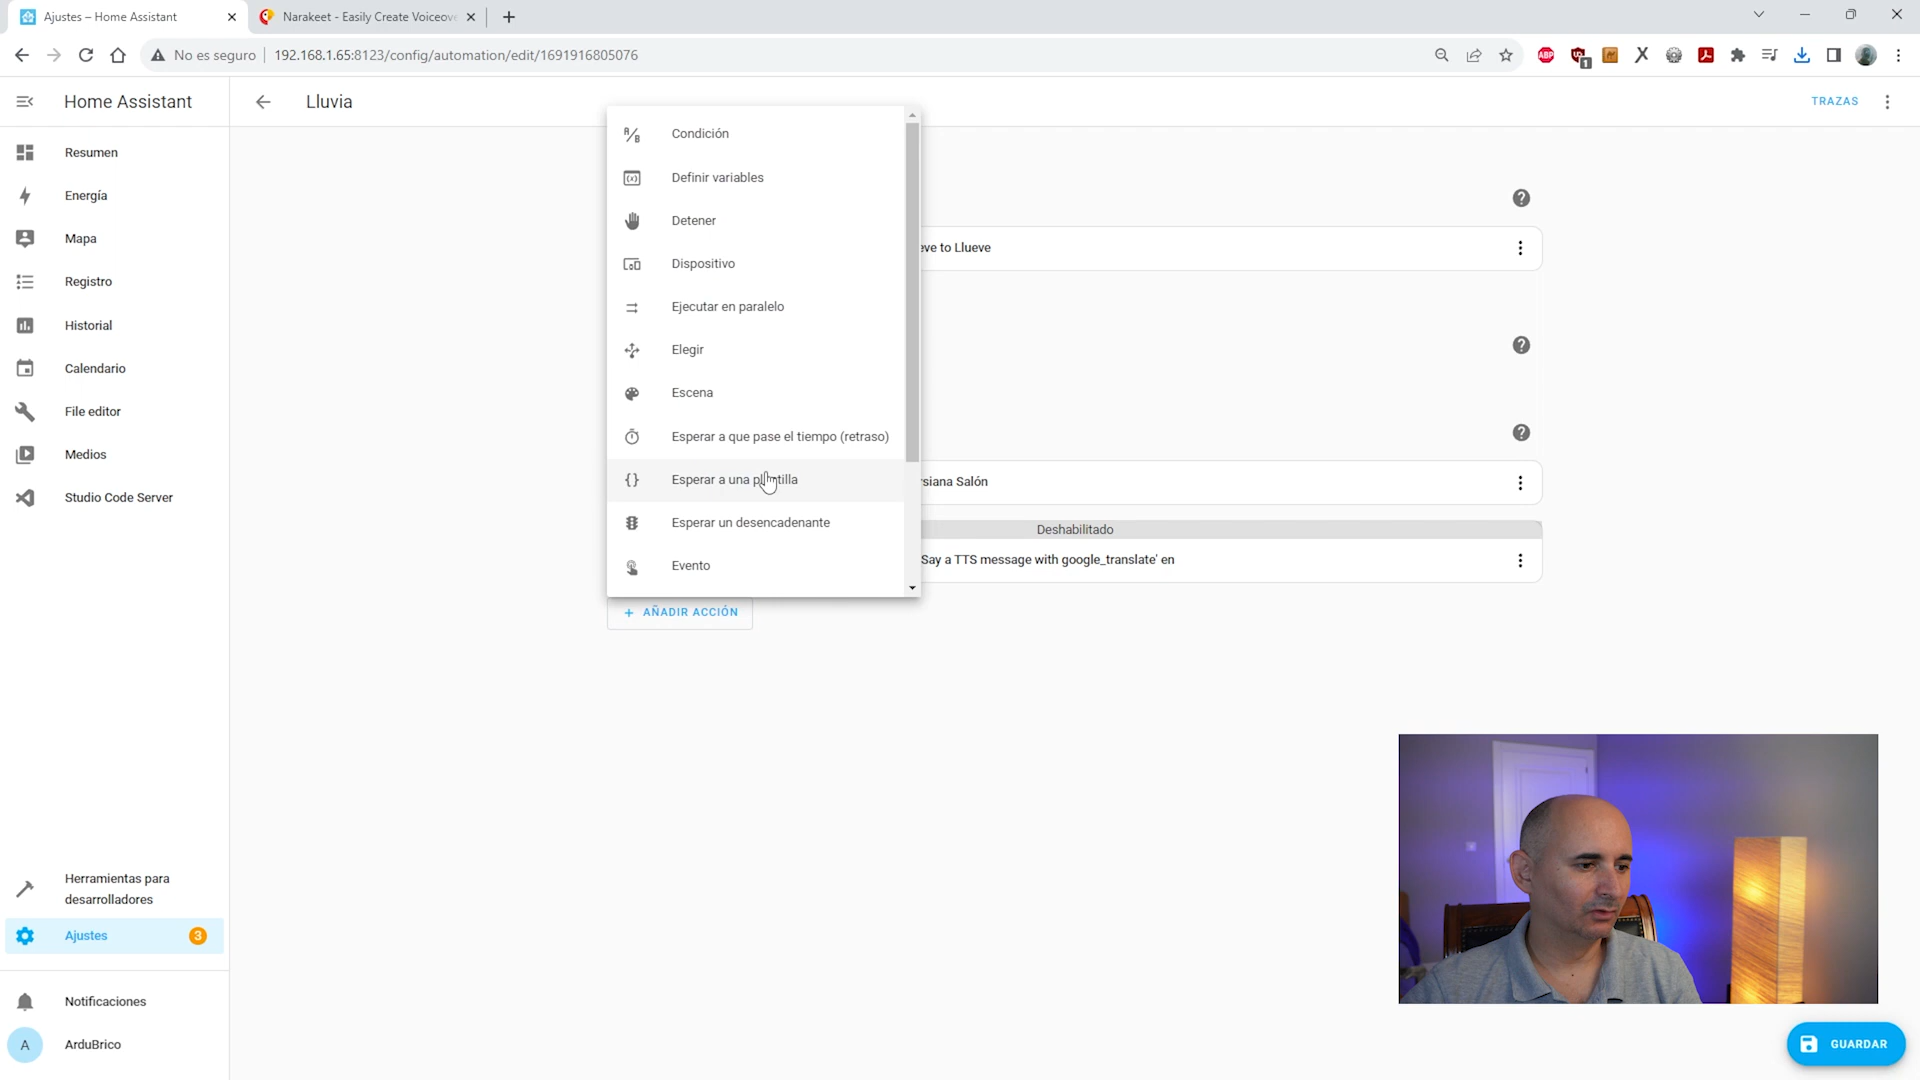 Ajustes – Home Assistant
Narakeet - Easily Create Voiceove
No es seguro
192.168.1.65:8123/config/automation/edit/1691916805076
ABP
1
Home Assistant
Lluvia
TRAZAS
Resumen
Energía
Mapa
Registro
Historial
Calendario
File editor
Medios
Studio Code Server
Herramientas para
desarrolladores
Ajustes
3
Notificaciones
A
ArduBrico
Condición
Definir variables
Detener
Dispositivo
Ejecutar en paralelo
Elegir
Escena
Esperar a que pase el tiempo (retraso)
Esperar a una plantilla
Esperar un desencadenante
Evento
eve to Llueve
rsiana Salón
Deshabilitado
Say a TTS message with google_translate' en
+ AÑADIR ACCIÓN
GUARDAR